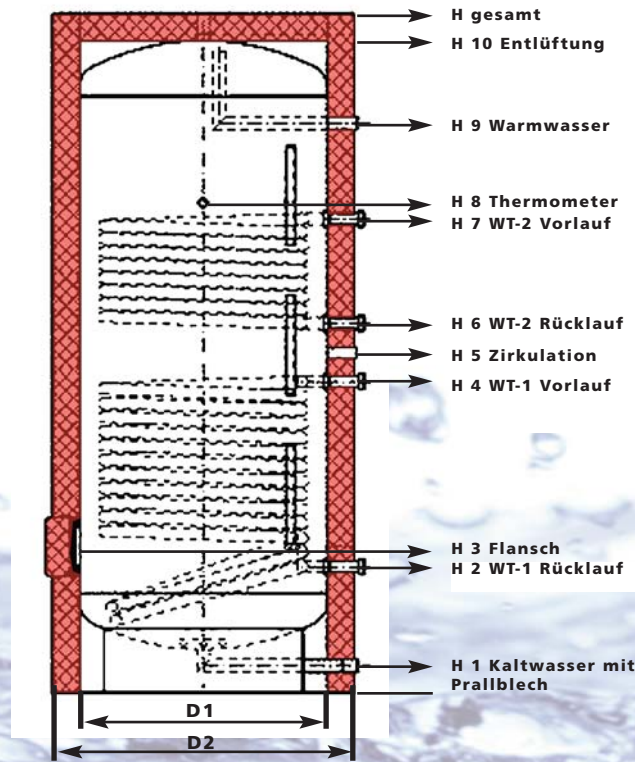 H gesamt
H 10 Entlüftung
H 9 Warmwasser
H 8 Thermometer
H 7 WT-2 Vorlauf
H 6 WT-2 Rücklauf
H 5 Zirkulation
H 4 WT-1 Vorlauf
H 3 Flansch
H 2 WT-1 Rücklauf
H 1 Kaltwasser mit
Prallblech
D1
D2